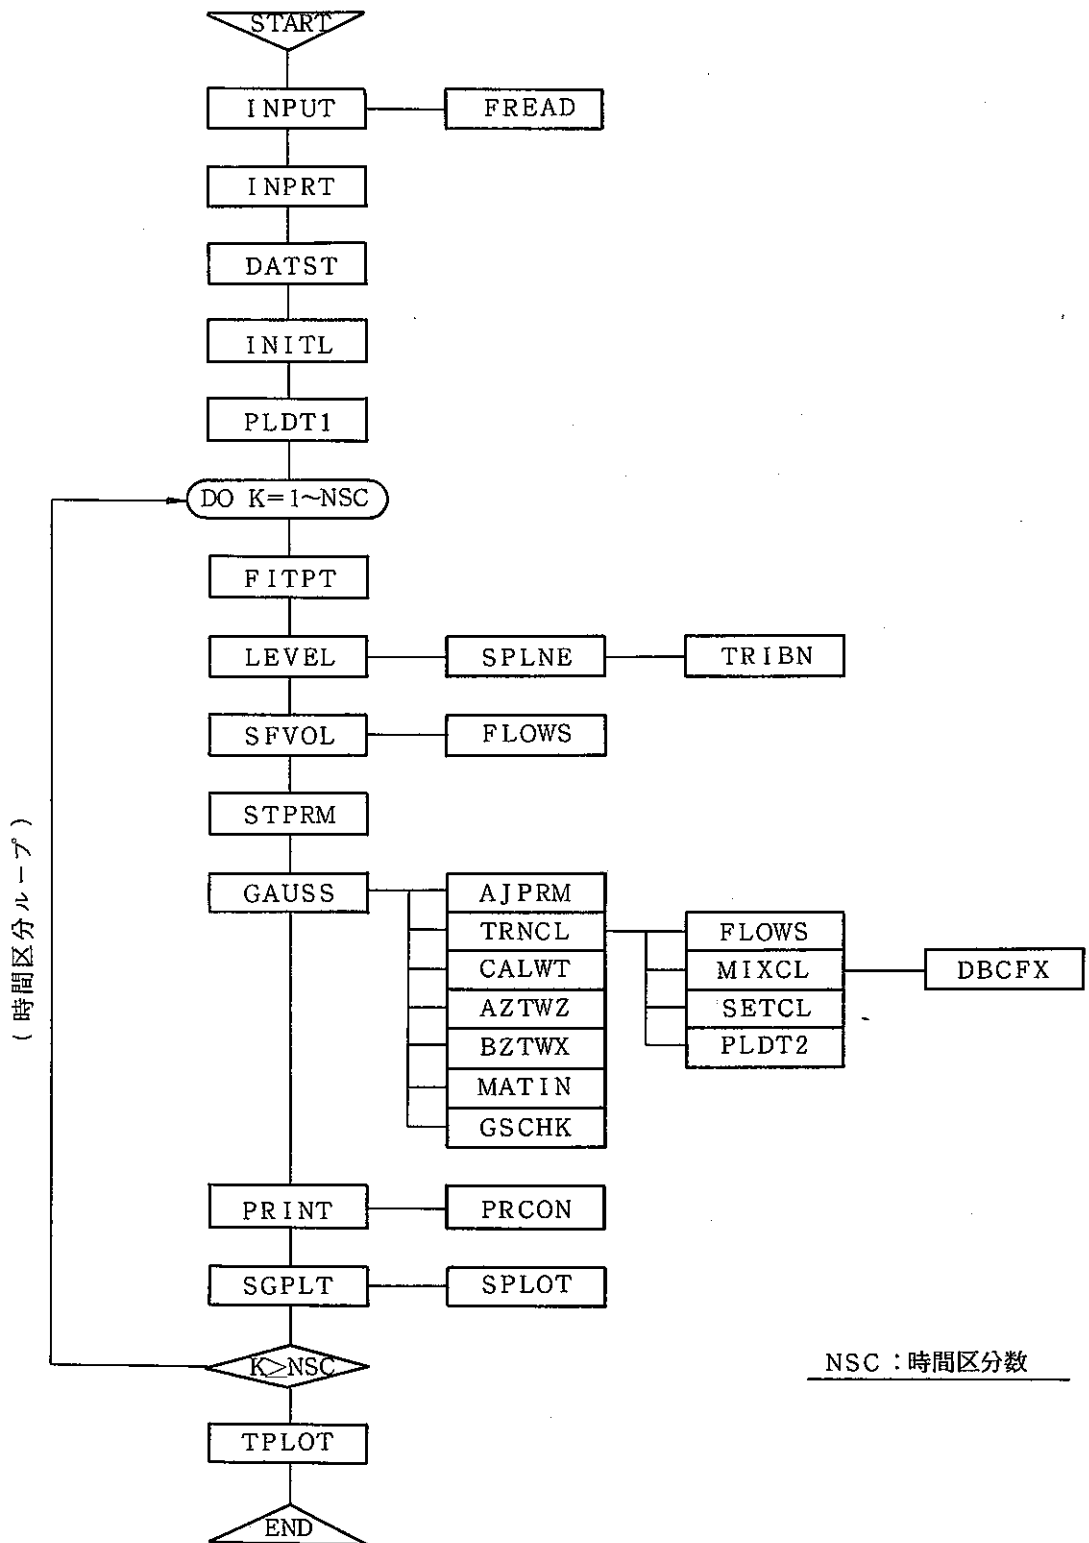 START
INPUT
FREAD
INPRT
DATST
INITL
PLDT1
DO K=1~NSC
FITPT
LEVEL
SPLNE
TRIBN
SFVOL
FLOWS
STPRM
(時間区分ループ)
GAUSS
AJPRM
TRNCL
CALWT
AZTWZ
BZTWX
MATIN
GSCHK
FLOWS
MIXCL
SETCL
PLDT2
DBCFX
PRINT
PRCON
SGPLT
SPLOT
K≥NSC
NSC:時間区分数
TPLOT
END